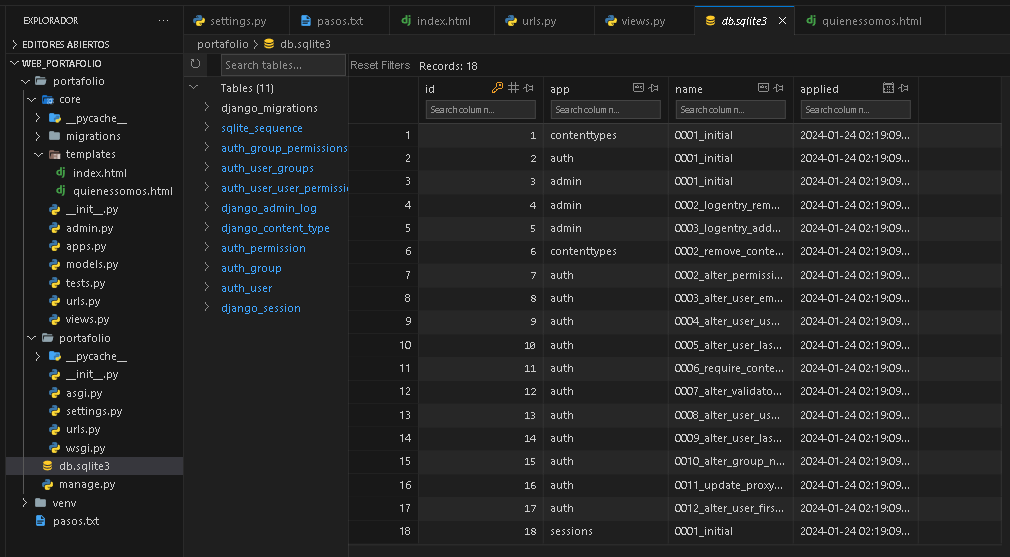 EXPLORADOR ...
EDITORES ABIERTOS
WEB_PORTAFOLIO
portafolio
core
__pycache__
migrations
templates
index.html
quienessomos.html
__init__.py
admin.py
apps.py
models.py
tests.py
urls.py
views.py
portafolio
__pycache__
__init__.py
asgi.py
settings.py
urls.py
wsgi.py
db.sqlite3
manage.py
venv
pasos.txt
settings.py pasos.txt dj index.html urls.py views.py db.sqlite3 dj quienessomos.html
portafolio > db.sqlite3
Search tables... Reset Filters Records: 18
Tables (11)
django_migrations
sqlite_sequence
auth_group_permissions
auth_user_groups
auth_user_user_permissi
django_admin_log
django_content_type
auth_permission
auth_group
auth_user
django_session
id app name applied
Search column... Search column... Search column... Search column...
1 1 contenttypes 0001_initial 2024-01-24 02:19:09...
2 2 auth 0001_initial 2024-01-24 02:19:09...
3 3 admin 0001_initial 2024-01-24 02:19:09...
4 4 admin 0002_logentry_rem... 2024-01-24 02:19:09...
5 5 admin 0003_logentry_add... 2024-01-24 02:19:09...
6 6 contenttypes 0002_remove_conte... 2024-01-24 02:19:09...
7 7 auth 0002_alter_permissi... 2024-01-24 02:19:09...
8 8 auth 0003_alter_user_em... 2024-01-24 02:19:09...
9 9 auth 0004_alter_user_us... 2024-01-24 02:19:09...
10 10 auth 0005_alter_user_las... 2024-01-24 02:19:09...
11 11 auth 0006_require_conte... 2024-01-24 02:19:09...
12 12 auth 0007_alter_validato... 2024-01-24 02:19:09...
13 13 auth 0008_alter_user_us... 2024-01-24 02:19:09...
14 14 auth 0009_alter_user_las... 2024-01-24 02:19:09...
15 15 auth 0010_alter_group_n... 2024-01-24 02:19:09...
16 16 auth 0011_update_proxy... 2024-01-24 02:19:09...
17 17 auth 0012_alter_user_firs... 2024-01-24 02:19:09...
18 18 sessions 0001_initial 2024-01-24 02:19:09...